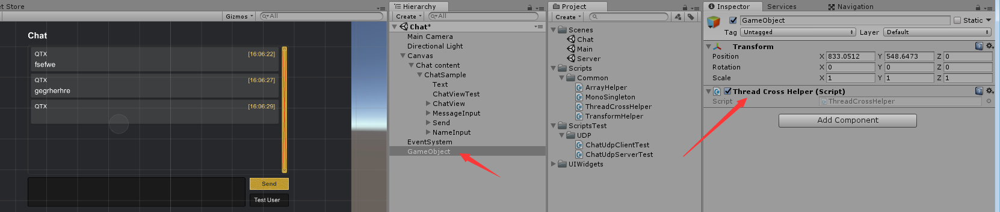 et Store
Gizmos
All
Chat
QTX
[16:06:22]
fsefwe
QTX
[16:06:27]
gegrherhre
QTX
[16:06:29]
Send
Test User
Hierarchy
Create
All
Chat*
Main Camera
Directional Light
Canvas
Chat content
ChatSample
Text
ChatViewTest
ChatView
MessageInput
Send
NameInput
EventSystem
GameObject
Project
Create
Scenes
Chat
Main
Server
Scripts
Common
ArrayHelper
MonoSingleton
ThreadCrossHelper
TransformHelper
ScriptsTest
UDP
ChatUdpClientTest
ChatUdpServerTest
UIWidgets
Inspector Services Navigation
GameObject Static
Tag Untagged Layer Default
Transform
Position X 833.0512 Y 548.6473 Z 0
Rotation X 0 Y 0 Z 0
Scale X 1 Y 1 Z 1
Thread Cross Helper (Script)
Script ThreadCrossHelper
Add Component